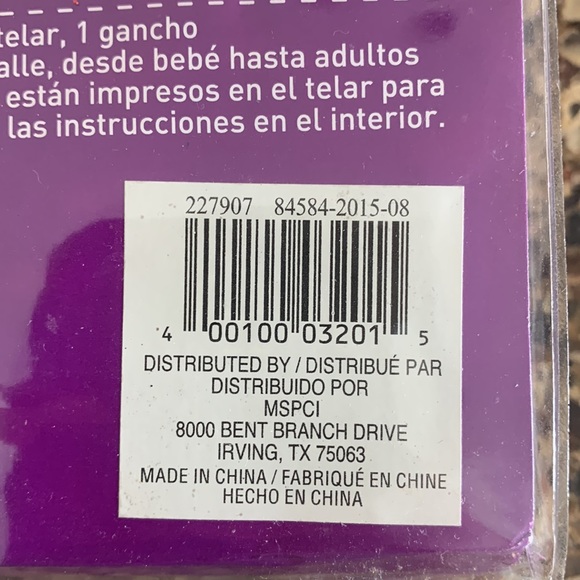 telar, 1 gancho
alle, desde bebé hasta adultos
están impresos en el telar para
las instrucciones en el interior.
227907 84584-2015-08
4 00100 03201 5
DISTRIBUTED BY / DISTRIBUÉ PAR
DISTRIBUIDO POR
MSPCI
8000 BENT BRANCH DRIVE
IRVING, TX 75063
MADE IN CHINA / FABRIQUÉ EN CHINE
HECHO EN CHINA